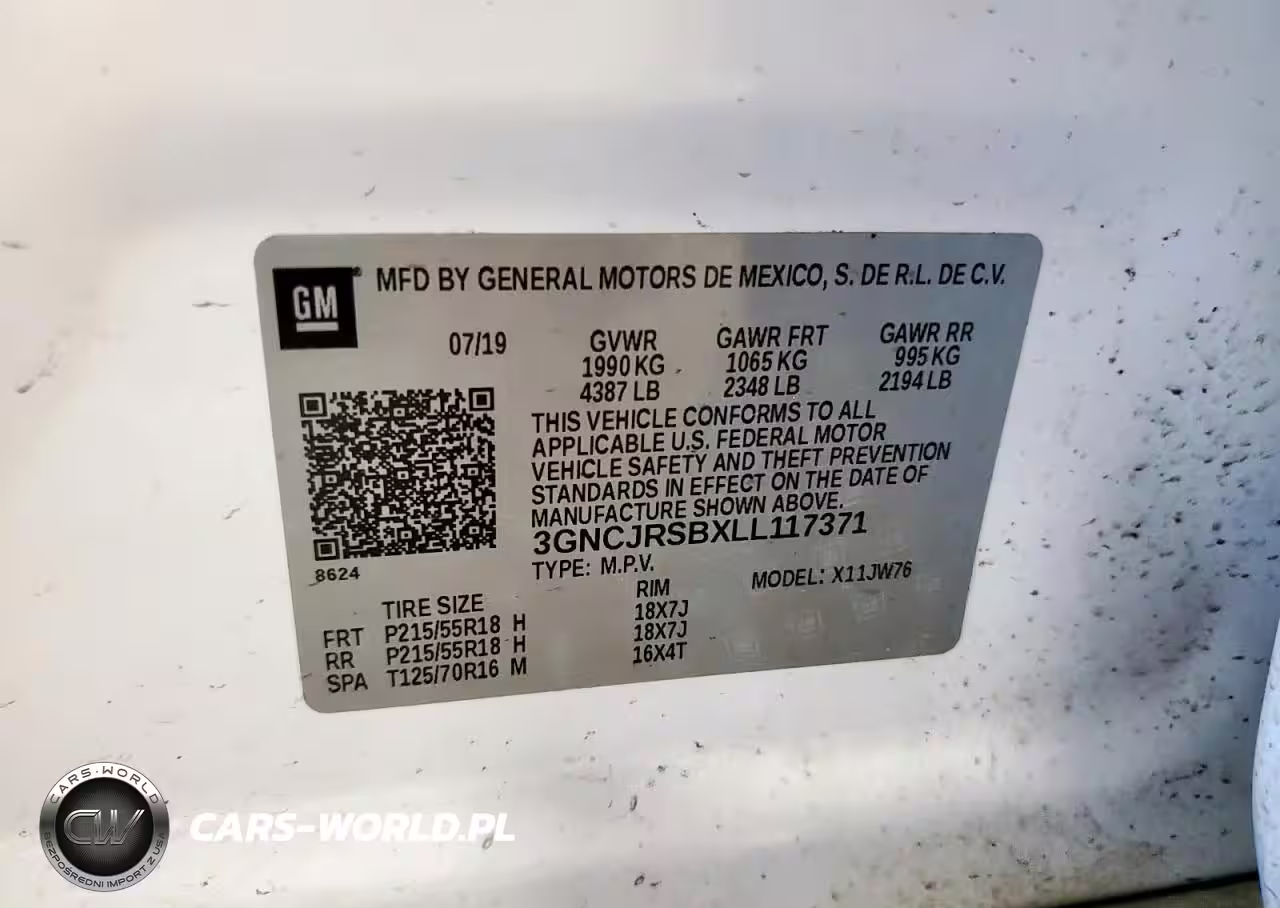 GM
MFD BY GENERAL MOTORS DE MEXICO, S. DE R.L. DE C.V.
07/19 GVWR GAWR FRT GAWR RR
1990 KG 1065 KG 995 KG
4387 LB 2348 LB 2194 LB
THIS VEHICLE CONFORMS TO ALL
APPLICABLE U.S. FEDERAL MOTOR
VEHICLE SAFETY AND THEFT PREVENTION
STANDARDS IN EFFECT ON THE DATE OF
MANUFACTURE SHOWN ABOVE.
3GNCJRSBXLL117371
8624
TYPE: M.P.V. MODEL: X11JW76
TIRE SIZE RIM
FRT P215/55R18 H 18X7J
RR P215/55R18 H 18X7J
SPA T125/70R16 M 16X4T
CARS-WORLD
CW
BEZPOŚREDNI IMPORT Z USA
CARS-WORLD.PL